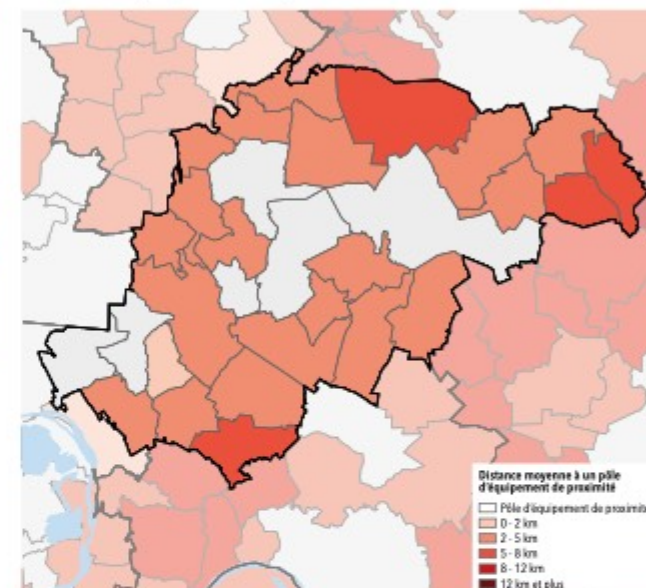 Distance moyenne à un pôle
d'équipement de proximité
Pôle d'équipement de proximité
0 - 2 km
2 - 5 km
5 - 8 km
8 - 12 km
12 km et plus